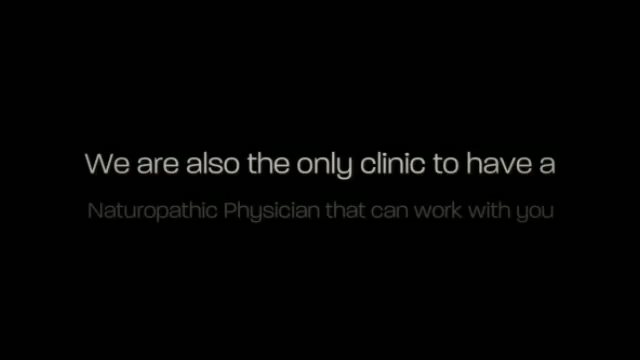 We are also the only clinic to have a
Naturopathic Physician that can work with you